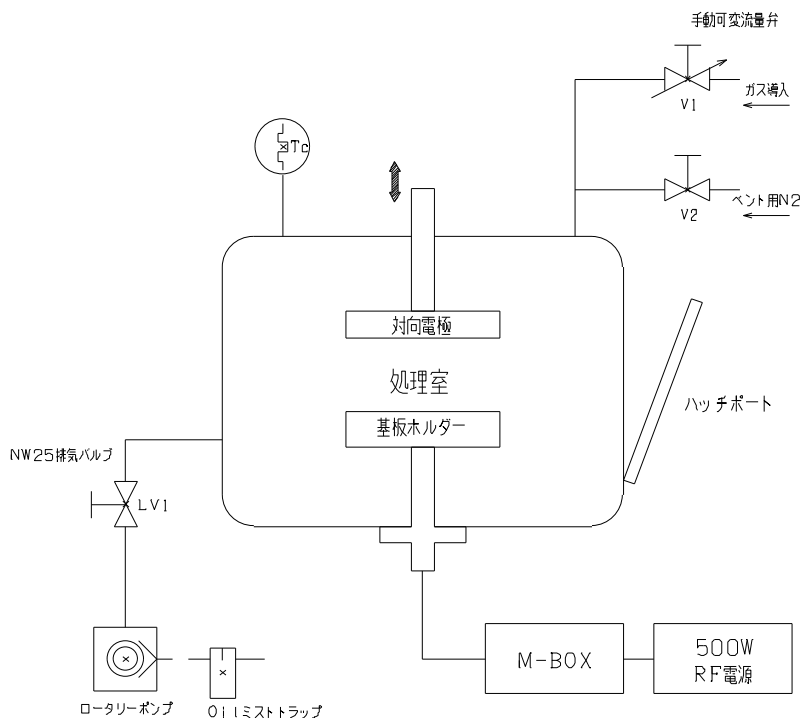 手動可変流量弁
V1
ガス導入
Tc
V2
ベント用N2
対向電極
処理室
ハッチポート
基板ホルダー
NW25排気バルブ
LV1
M-BOX
500W
RF電源
ロータリーポンプ
Oilミストトラップ